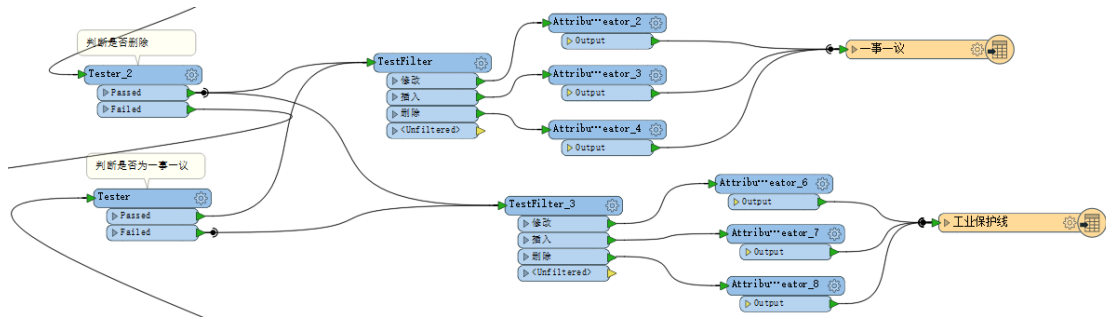 判断是否删除
Tester_2
Passed
Failed
判断是否为一事一议
Tester
Passed
Failed
TestFilter
修改
插入
删除
<Unfiltered>
Attribu…eator_2
Output
Attribu…eator_3
Output
Attribu…eator_4
Output
一事一议
TestFilter_3
修改
插入
删除
<Unfiltered>
Attribu…eator_6
Output
Attribu…eator_7
Output
Attribu…eator_8
Output
工业保护线